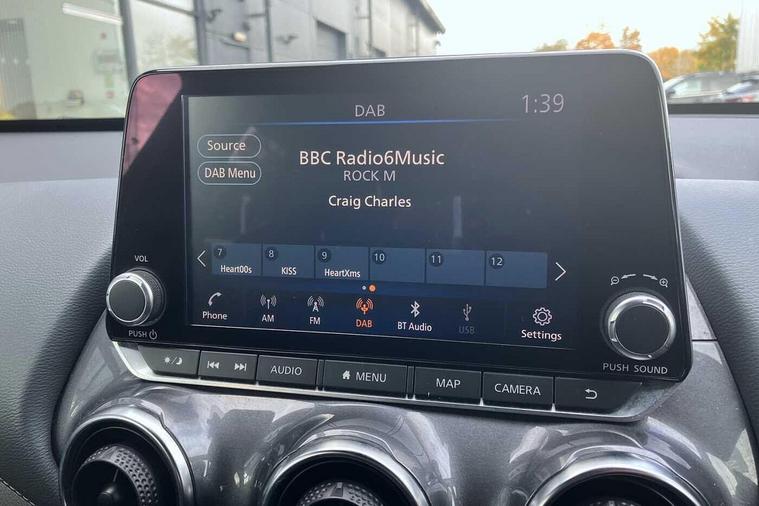 DAB
1:39
Source
BBC Radio6Music
ROCK M
DAB Menu
Craig Charles
7
8
9
10
11
12
Heart00s
KISS
HeartXms
VOL
PUSH
Phone
AM
FM
DAB
BT Audio
USB
Settings
PUSH SOUND
AUDIO
MENU
MAP
CAMERA